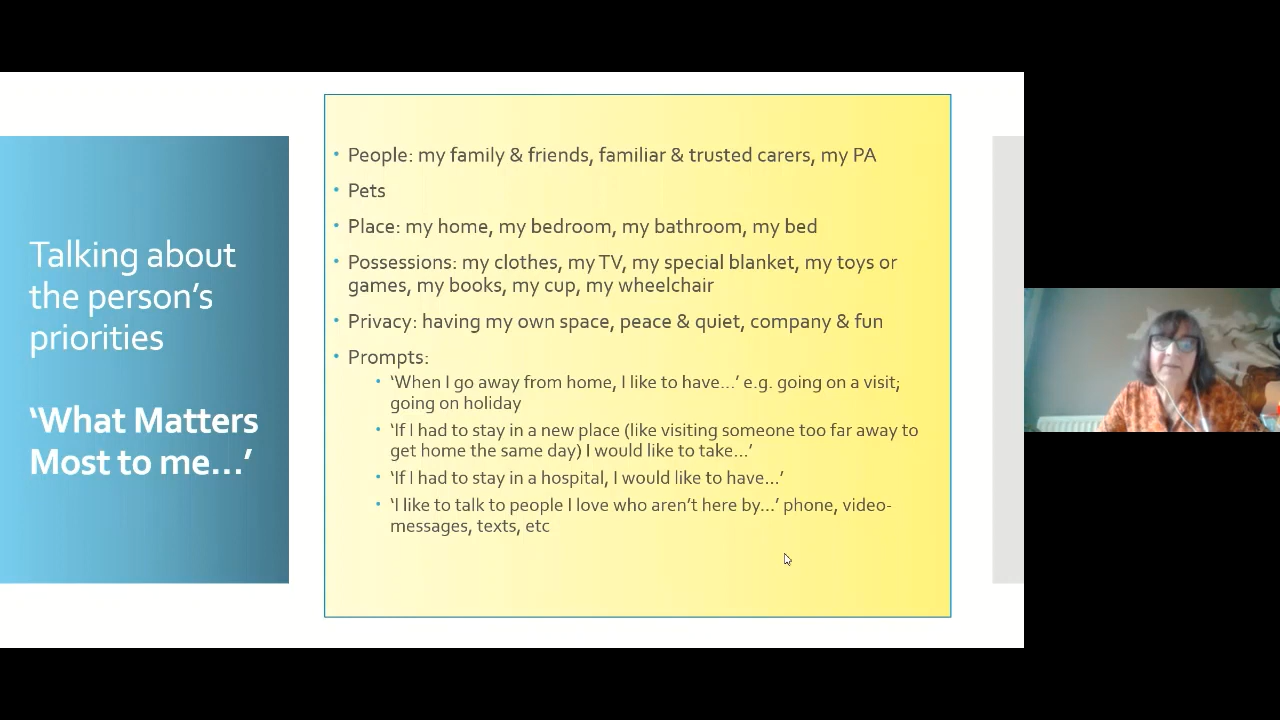 Talking about
the person’s
priorities
‘What Matters
Most to me...’
• People: my family & friends, familiar & trusted carers, my PA
• Pets
• Place: my home, my bedroom, my bathroom, my bed
• Possessions: my clothes, my TV, my special blanket, my toys or
games, my books, my cup, my wheelchair
• Privacy: having my own space, peace & quiet, company & fun
• Prompts:
• ‘When I go away from home, I like to have...’ e.g. going on a visit;
going on holiday
• ‘If I had to stay in a new place (like visiting someone too far away to
get home the same day) I would like to take...’
• ‘If I had to stay in a hospital, I would like to have...’
• ‘I like to talk to people I love who aren’t here by...’ phone, video-
messages, texts, etc